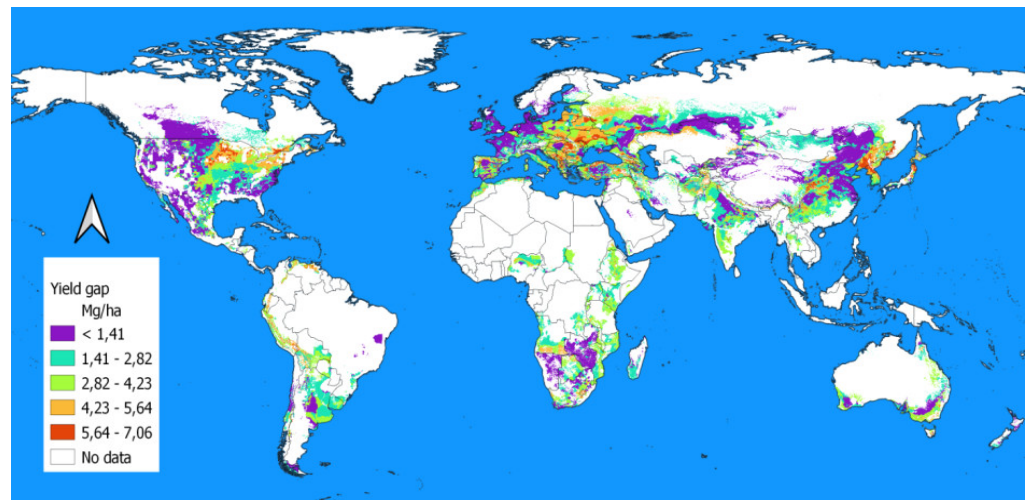 Yield gap
Mg/ha
< 1,41
1,41 - 2,82
2,82 - 4,23
4,23 - 5,64
5,64 - 7,06
No data